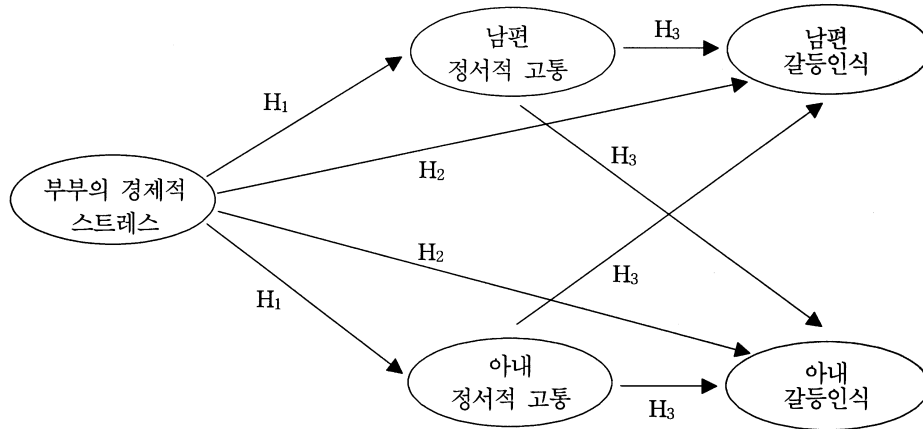 남편
정서적 고통
H₃
남편
갈등인식
H₁
H₂
H₃
부부의 경제적
스트레스
H₂
H₃
H₁
아내
정서적 고통
H₃
아내
갈등인식